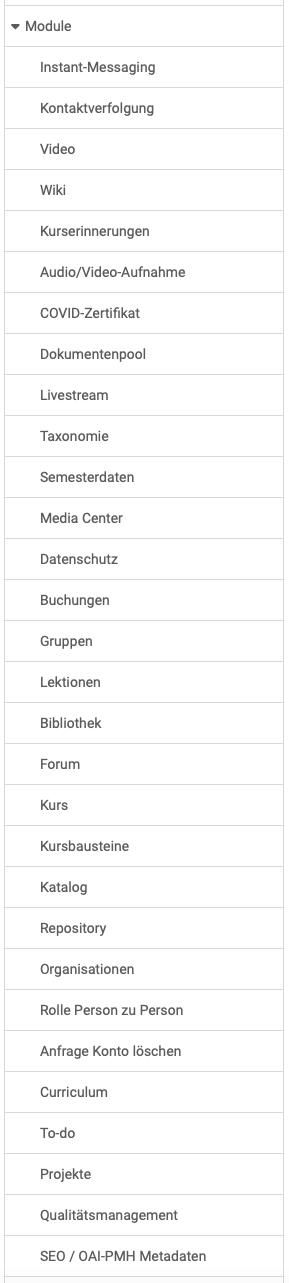 Module
Instant-Messaging
Kontaktverfolgung
Video
Wiki
Kurserinnerungen
Audio/Video-Aufnahme
COVID-Zertifikat
Dokumentenpool
Livestream
Taxonomie
Semesterdaten
Media Center
Datenschutz
Buchungen
Gruppen
Lektionen
Bibliothek
Forum
Kurs
Kursbausteine
Katalog
Repository
Organisationen
Rolle Person zu Person
Anfrage Konto löschen
Curriculum
To-do
Projekte
Qualitätsmanagement
SEO / OAI-PMH Metadaten